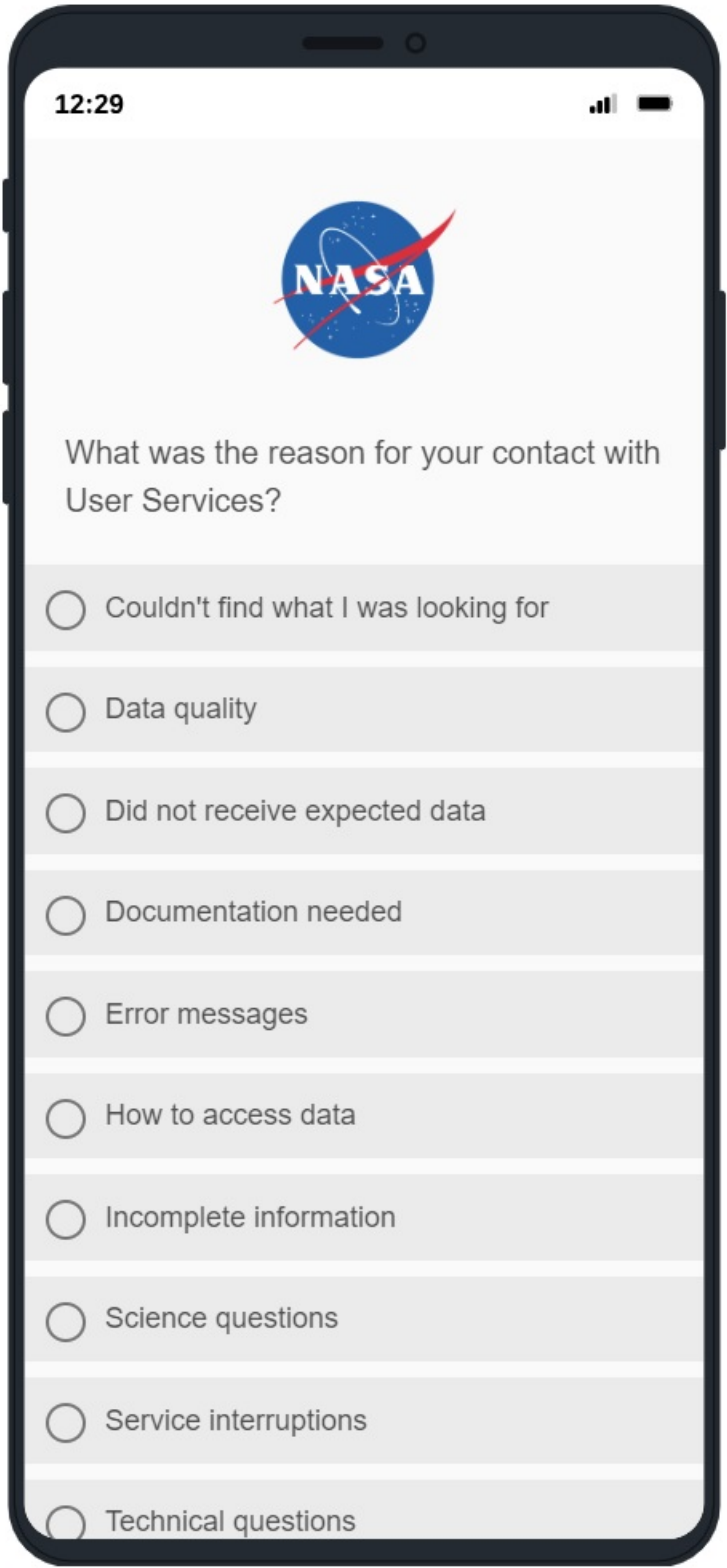 12:29
NASA
What was the reason for your contact with
User Services?
Couldn't find what I was looking for
Data quality
Did not receive expected data
Documentation needed
Error messages
How to access data
Incomplete information
Science questions
Service interruptions
Technical questions